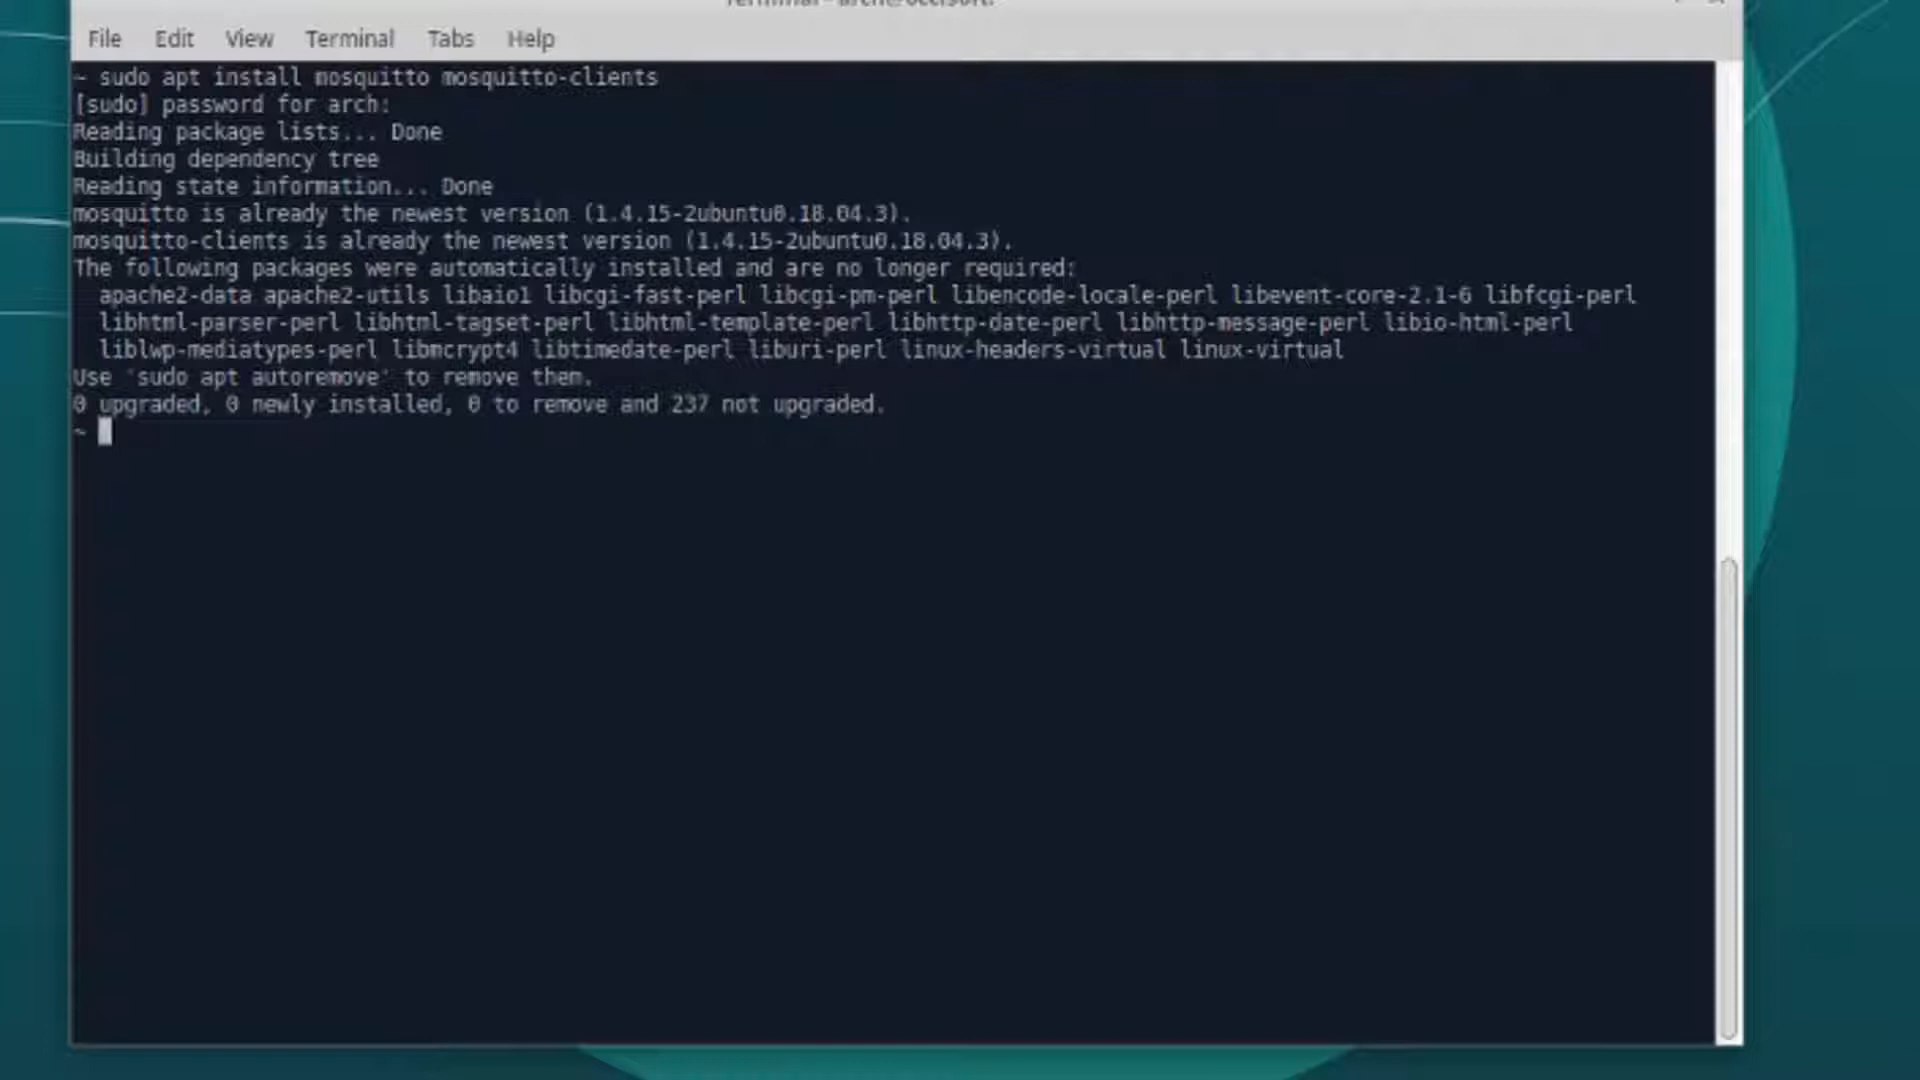 File Edit View Terminal Tabs Help
~ sudo apt install mosquitto mosquitto-clients
[sudo] password for arch:
Reading package lists... Done
Building dependency tree
Reading state information... Done
mosquitto is already the newest version (1.4.15-2ubuntu0.18.04.3).
mosquitto-clients is already the newest version (1.4.15-2ubuntu0.18.04.3).
The following packages were automatically installed and are no longer required:
  apache2-data apache2-utils libaio1 libcgi-fast-perl libcgi-pm-perl libencode-locale-perl libevent-core-2.1-6 libfcgi-perl
  libhtml-parser-perl libhtml-tagset-perl libhtml-template-perl libhttp-date-perl libhttp-message-perl libio-html-perl
  liblwp-mediatypes-perl libmcrypt4 libtimedate-perl liburi-perl linux-headers-virtual linux-virtual
Use 'sudo apt autoremove' to remove them.
0 upgraded, 0 newly installed, 0 to remove and 237 not upgraded.
~